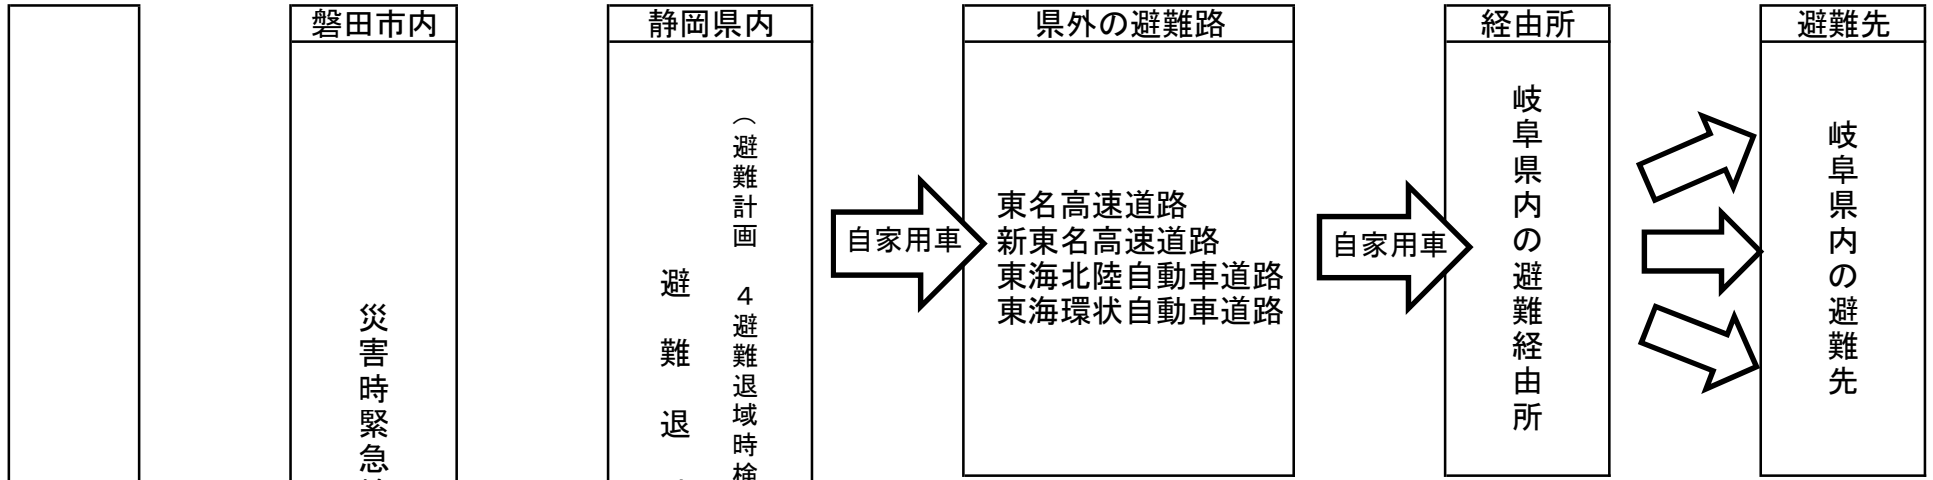 磐田市内
災害時緊急
静岡県内
（避難計画　４避難退域時検
避難退
自家用車
県外の避難路
東名高速道路
新東名高速道路
東海北陸自動車道路
東海環状自動車道路
自家用車
経由所
岐阜県内の避難経由所
避難先
岐阜県内の避難先